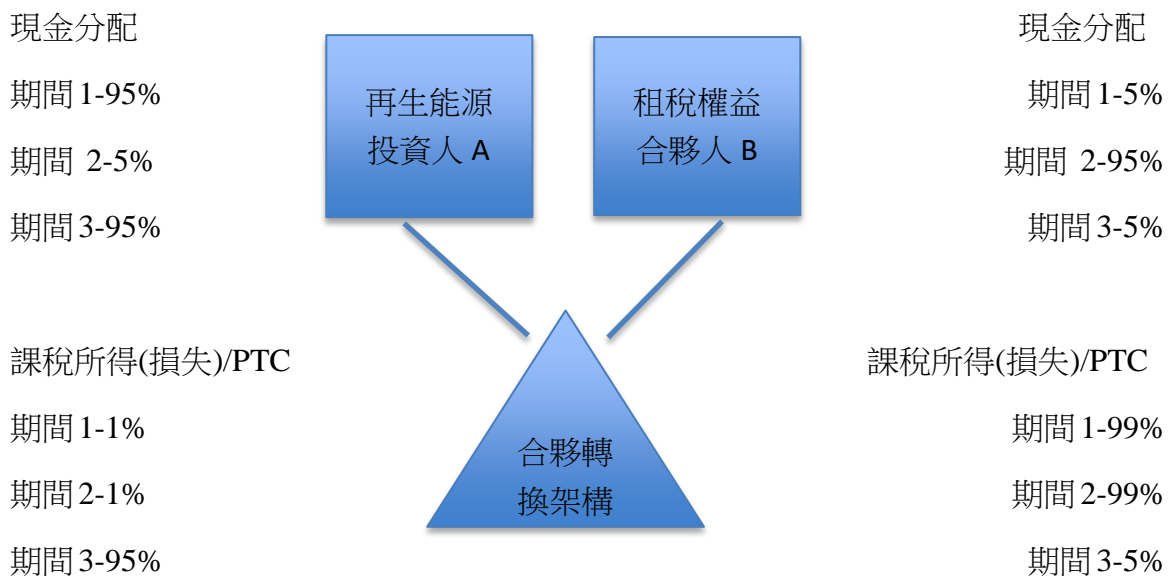 現金分配
期間 1-95%
期間 2-5%
期間 3-95%
再生能源
投資人 A
租稅權益
合夥人 B
現金分配
期間 1-5%
期間 2-95%
期間 3-5%
課稅所得(損失)/PTC
期間 1-1%
期間 2-1%
期間 3-95%
合夥轉
換架構
課稅所得(損失)/PTC
期間 1-99%
期間 2-99%
期間 3-5%